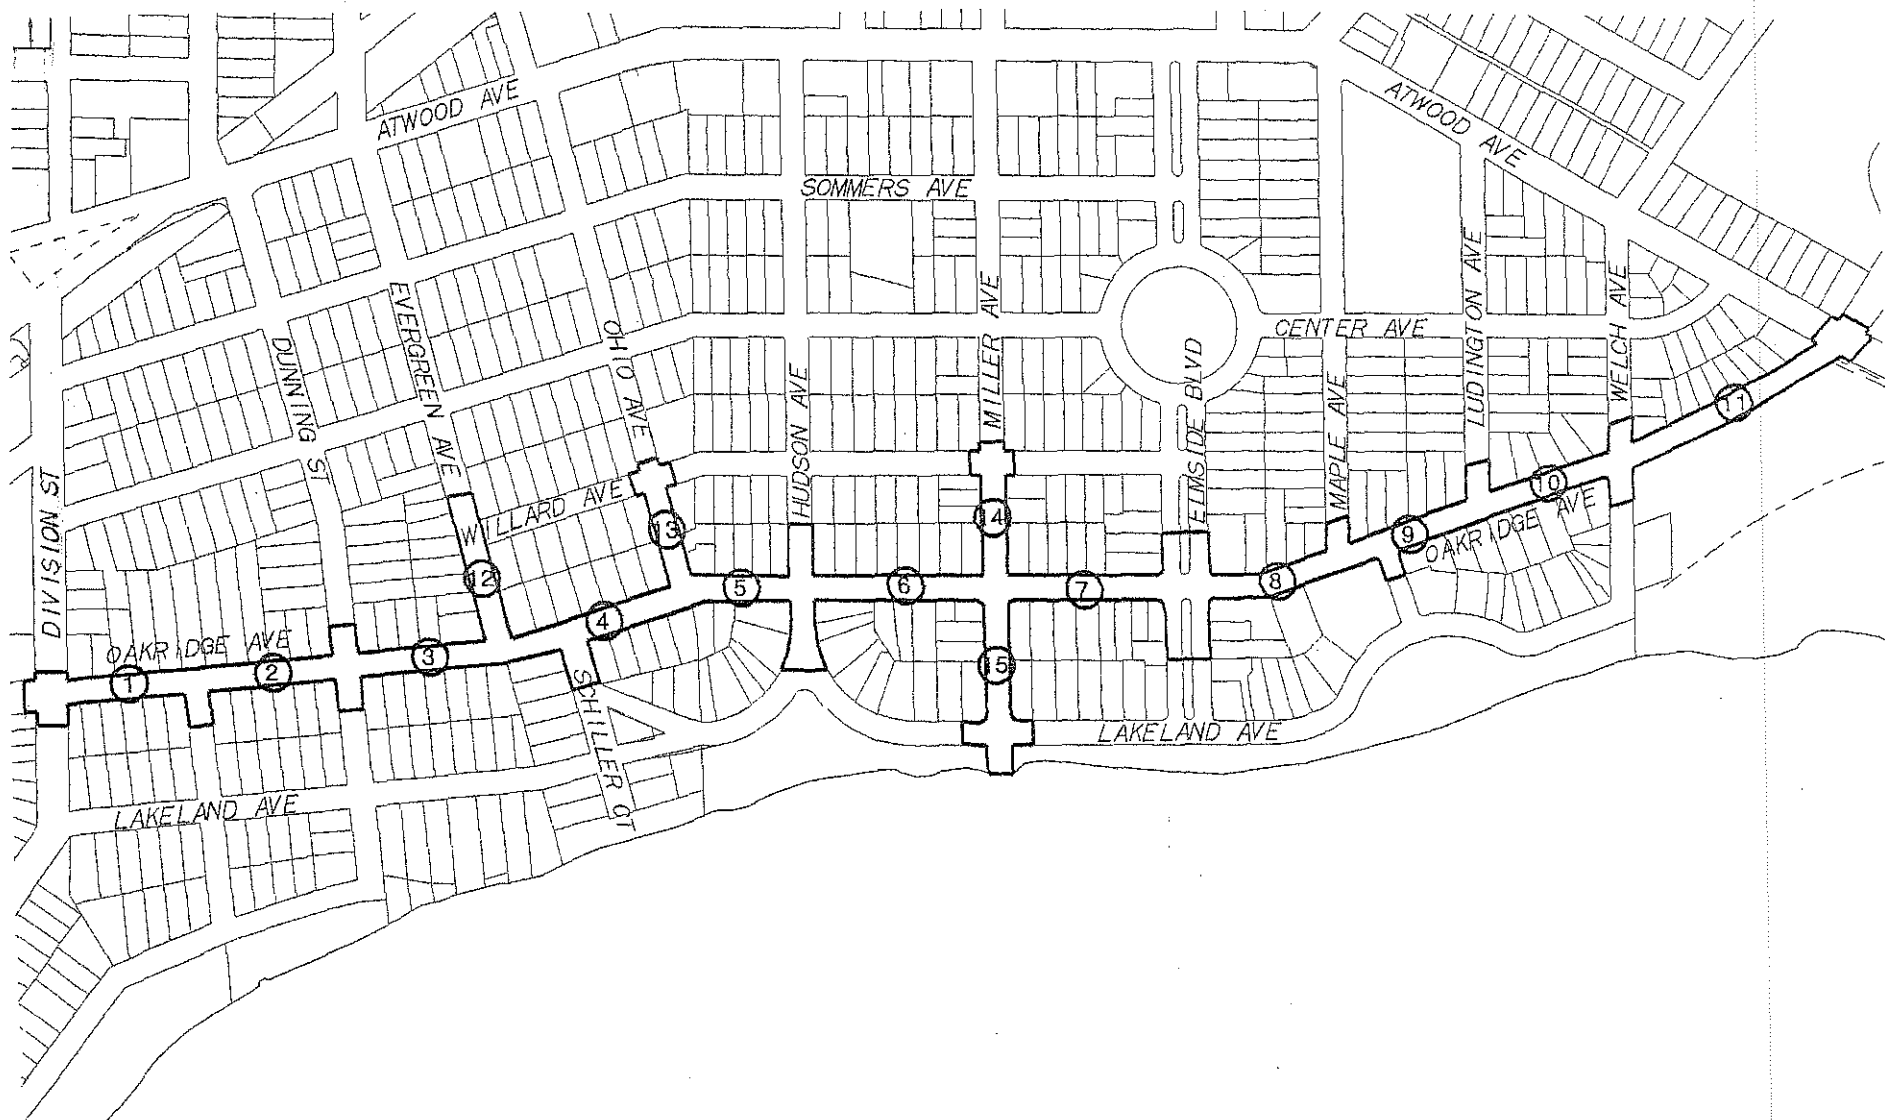 ATWOOD AVE
ATWOOD AVE
SOMMERS AVE
CENTER AVE
DIVISION ST
DUNNING ST
EVERGREEN AVE
OHIO AVE
HUDSON AVE
MILLER AVE
ELMSIDE BLVD
MAPLE AVE
LUDINGTON AVE
WELCH AVE
WILLARD AVE
OAKRIDGE AVE
OAKRIDGE AVE
SCHILLER CT
LAKELAND AVE
LAKELAND AVE
1
2
3
4
5
6
7
8
9
10
11
12
13
14
15